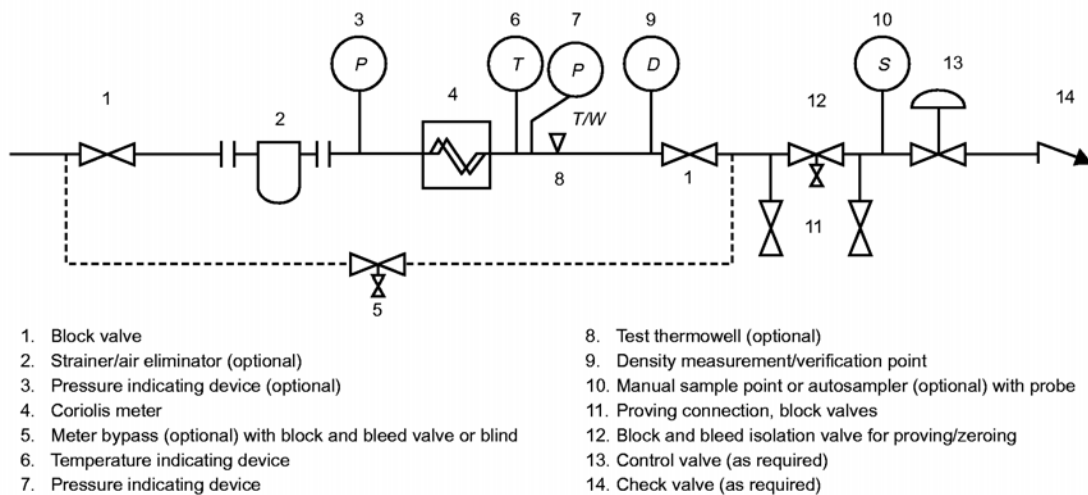 3
6
7
9
10
13
P
T
P
D
S
1
2
4
T/W
12
14
8
1
11
5
1. Block valve
2. Strainer/air eliminator (optional)
3. Pressure indicating device (optional)
4. Coriolis meter
5. Meter bypass (optional) with block and bleed valve or blind
6. Temperature indicating device
7. Pressure indicating device
8. Test thermowell (optional)
9. Density measurement/verification point
10. Manual sample point or autosampler (optional) with probe
11. Proving connection, block valves
12. Block and bleed isolation valve for proving/zeroing
13. Control valve (as required)
14. Check valve (as required)